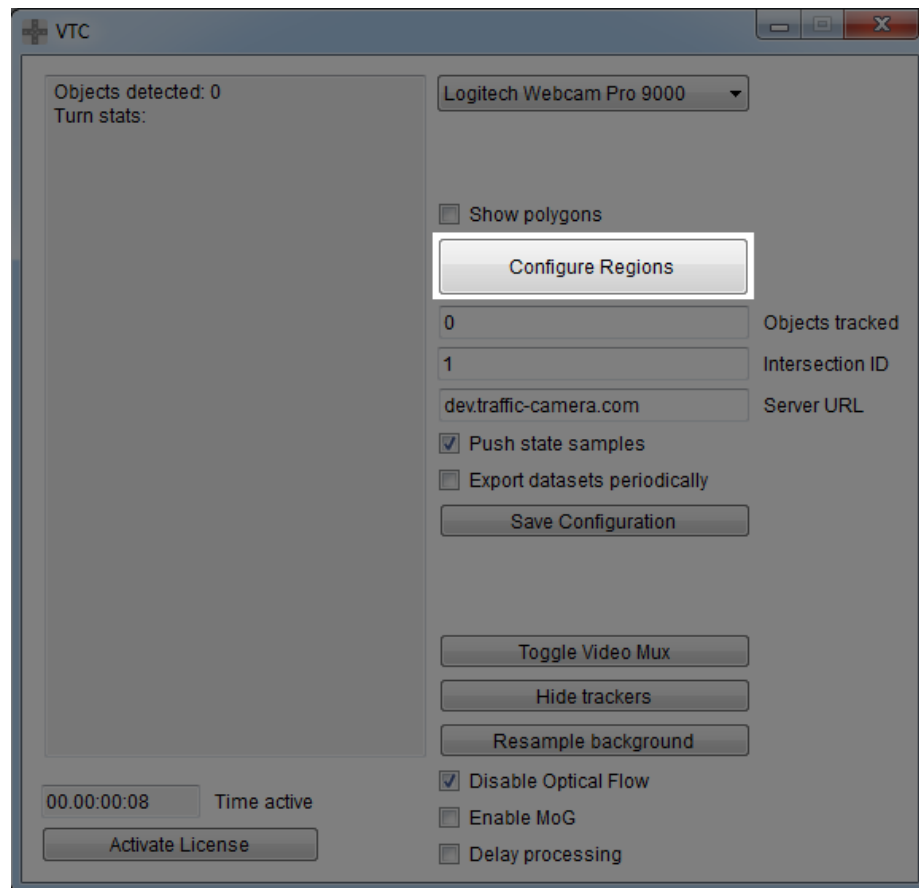 VTC
Objects detected: 0
Turn stats:
Logitech Webcam Pro 9000
Show polygons
Configure Regions
0 Objects tracked
1 Intersection ID
dev.traffic-camera.com Server URL
Push state samples
Export datasets periodically
Save Configuration
Toggle Video Mux
Hide trackers
Resample background
Disable Optical Flow
00.00:00:08 Time active
Enable MoG
Activate License
Delay processing